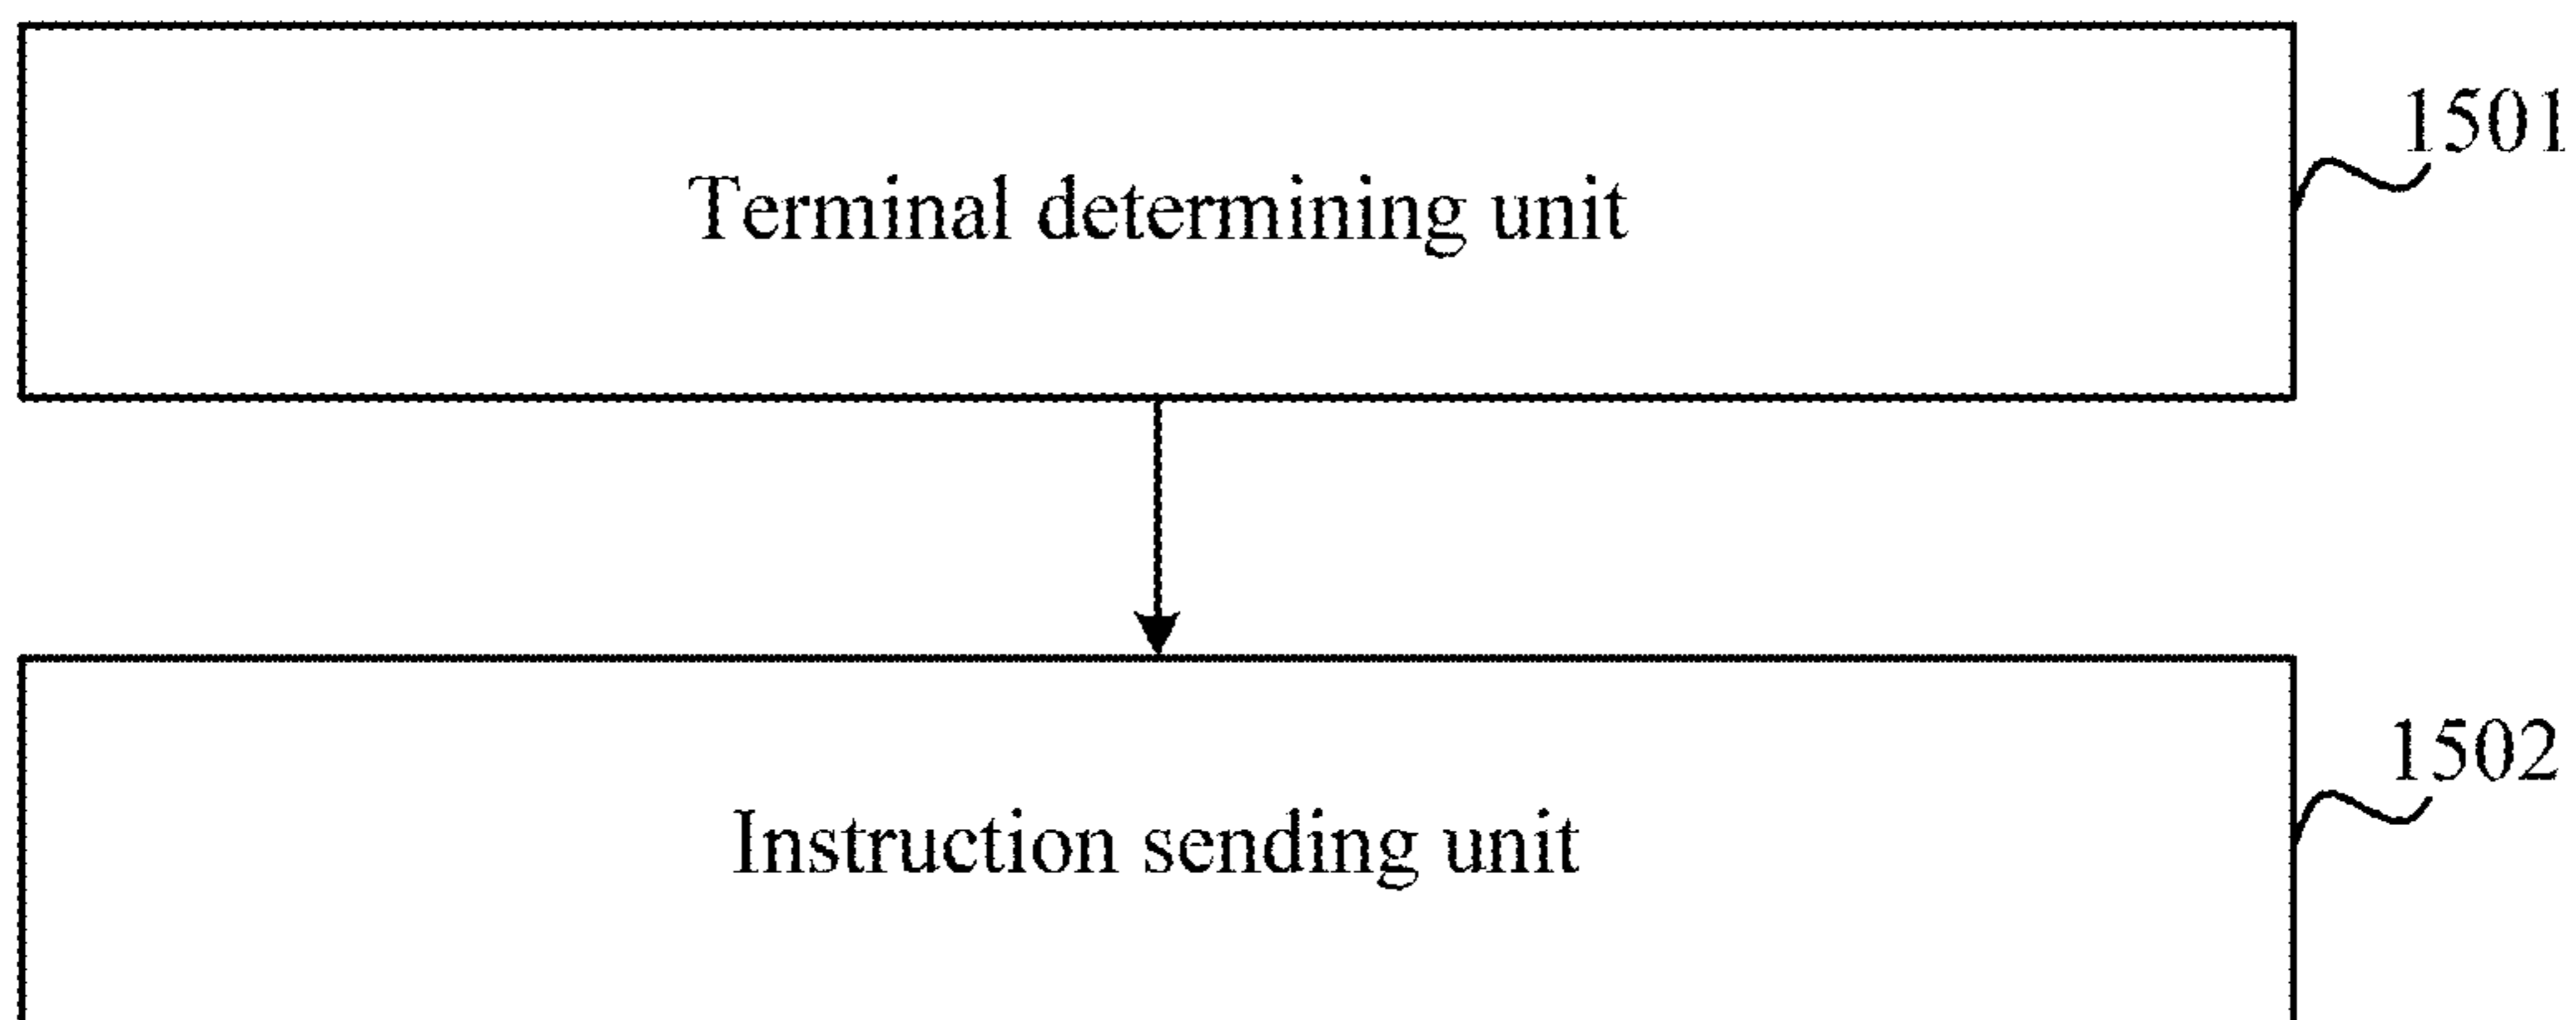 1501
Terminal determining unit
1502
Instruction sending unit